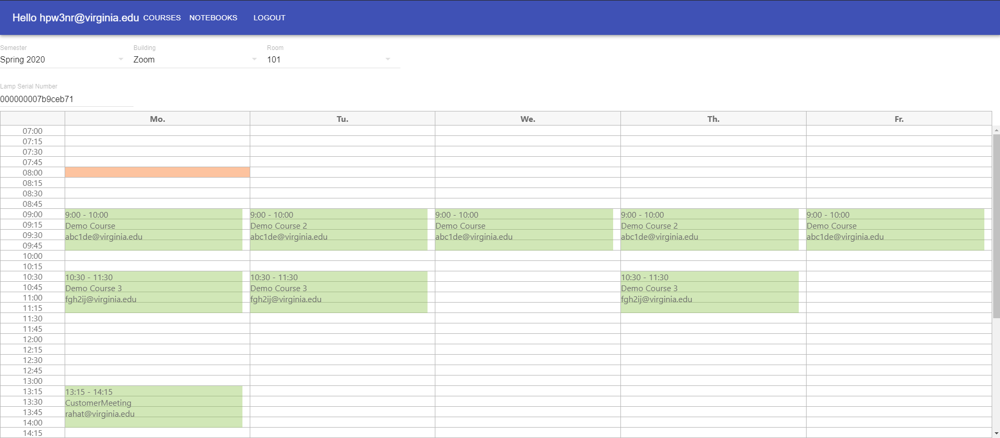 Hello hpw3nr@virginia.edu COURSES NOTEBOOKS LOGOUT
Semester Building Room
Spring 2020 Zoom 101
Lamp Serial Number
000000007b9ceb71
Mo. Tu. We. Th. Fr.
07:00
07:15
07:30
07:45
08:00
08:15
08:30
08:45
09:00 9:00 - 10:00 9:00 - 10:00 9:00 - 10:00 9:00 - 10:00 9:00 - 10:00
09:15 Demo Course Demo Course 2 Demo Course Demo Course 2 Demo Course
09:30 abc1de@virginia.edu abc1de@virginia.edu abc1de@virginia.edu abc1de@virginia.edu abc1de@virginia.edu
09:45
10:00
10:15
10:30 10:30 - 11:30 10:30 - 11:30 10:30 - 11:30
10:45 Demo Course 3 Demo Course 3 Demo Course 3
11:00 fgh2ij@virginia.edu fgh2ij@virginia.edu fgh2ij@virginia.edu
11:15
11:30
11:45
12:00
12:15
12:30
12:45
13:00
13:15 13:15 - 14:15
13:30 CustomerMeeting
13:45 rahat@virginia.edu
14:00
14:15